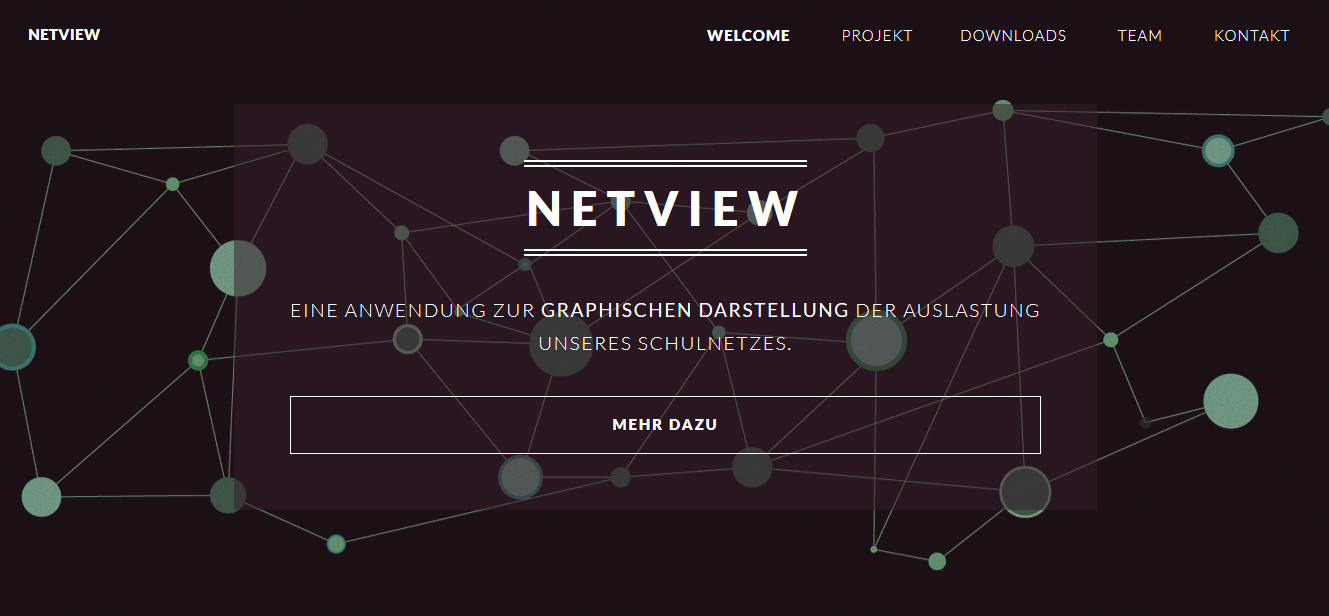 NETVIEW
WELCOME PROJEKT DOWNLOADS TEAM KONTAKT
NETVIEW
EINE ANWENDUNG ZUR GRAPHISCHEN DARSTELLUNG DER AUSLASTUNG
UNSERES SCHULNETZES.
MEHR DAZU